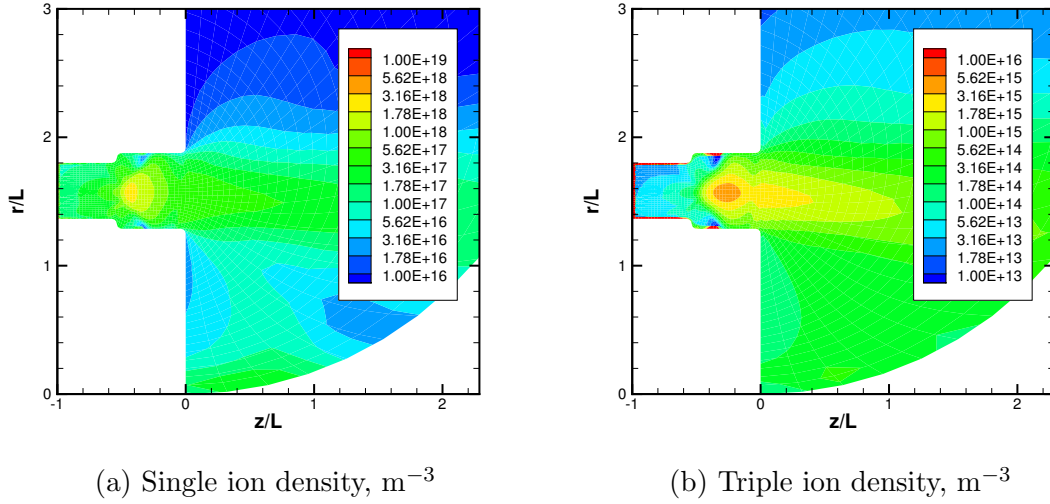 3
2
1
0
r/L
-1
0
1
2
z/L
1.00E+19
5.62E+18
3.16E+18
1.78E+18
1.00E+18
5.62E+17
3.16E+17
1.78E+17
1.00E+17
5.62E+16
3.16E+16
1.78E+16
1.00E+16
(a) Single ion density, m⁻³
3
2
1
0
r/L
-1
0
1
2
z/L
1.00E+16
5.62E+15
3.16E+15
1.78E+15
1.00E+15
5.62E+14
3.16E+14
1.78E+14
1.00E+14
5.62E+13
3.16E+13
1.78E+13
1.00E+13
(b) Triple ion density, m⁻³